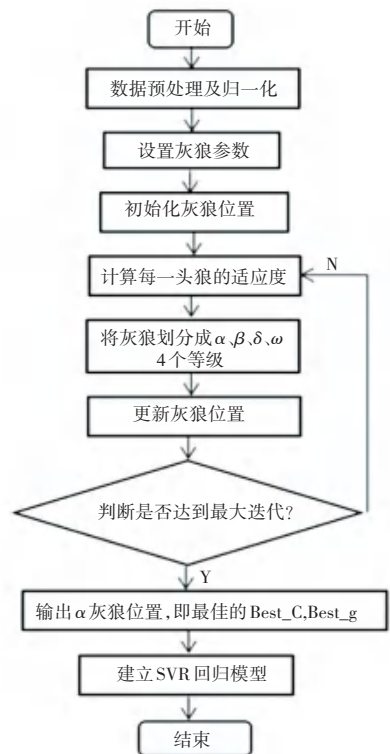 开始
数据预处理及归一化
设置灰狼参数
初始化灰狼位置
计算每一头狼的适应度
N
将灰狼划分成α、β、δ、ω
4个等级
更新灰狼位置
判断是否达到最大迭代?
Y
输出α灰狼位置,即最佳的Best_C,Best_g
建立SVR回归模型
结束